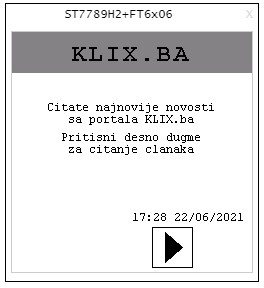 ST7789H2+FT6x06
X
KLIX.BA
Citate najnovije novosti
sa portala KLIX.ba
Pritisni desno dugme
za citanje clanaka
17:28 22/06/2021